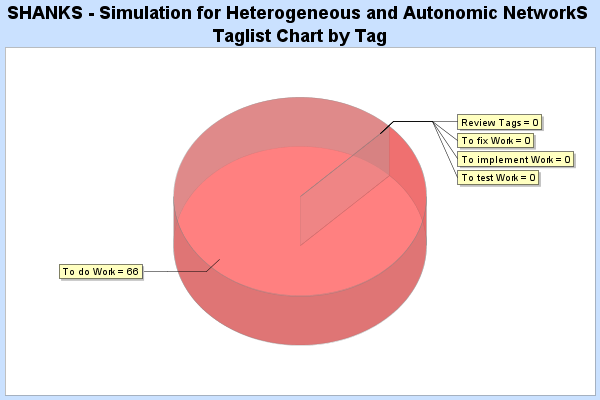 SHANKS - Simulation for Heterogeneous and Autonomic NetworkS
Taglist Chart by Tag
Review Tags = 0
To fix Work = 0
To implement Work = 0
To test Work = 0
To do Work = 66